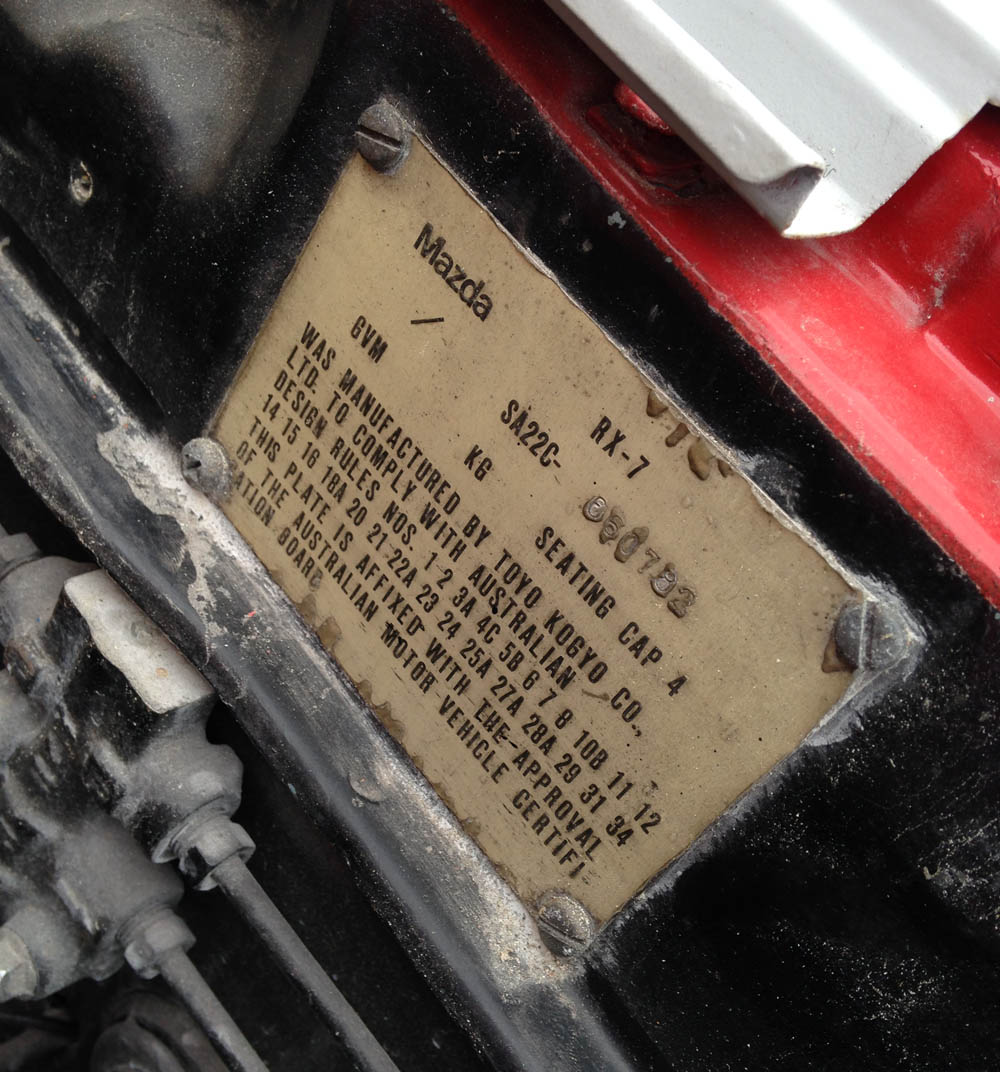 Mazda RX-7
/ SA22C-
GVM KG SEATING CAP 4
WAS MANUFACTURED BY TOYO KOGYO CO.,
LTD. TO COMPLY WITH AUSTRALIAN
DESIGN RULES NOS. 1-2 3A 4C 5B 6 7 8 10B 11 12
14 15 16 18A 20 21-22A 23 24 25A 27A 28A 29 31 34
THIS PLATE IS AFFIXED WITH THE APPROVAL
OF THE AUSTRALIAN MOTOR VEHICLE CERTIFI
ATION BOARD